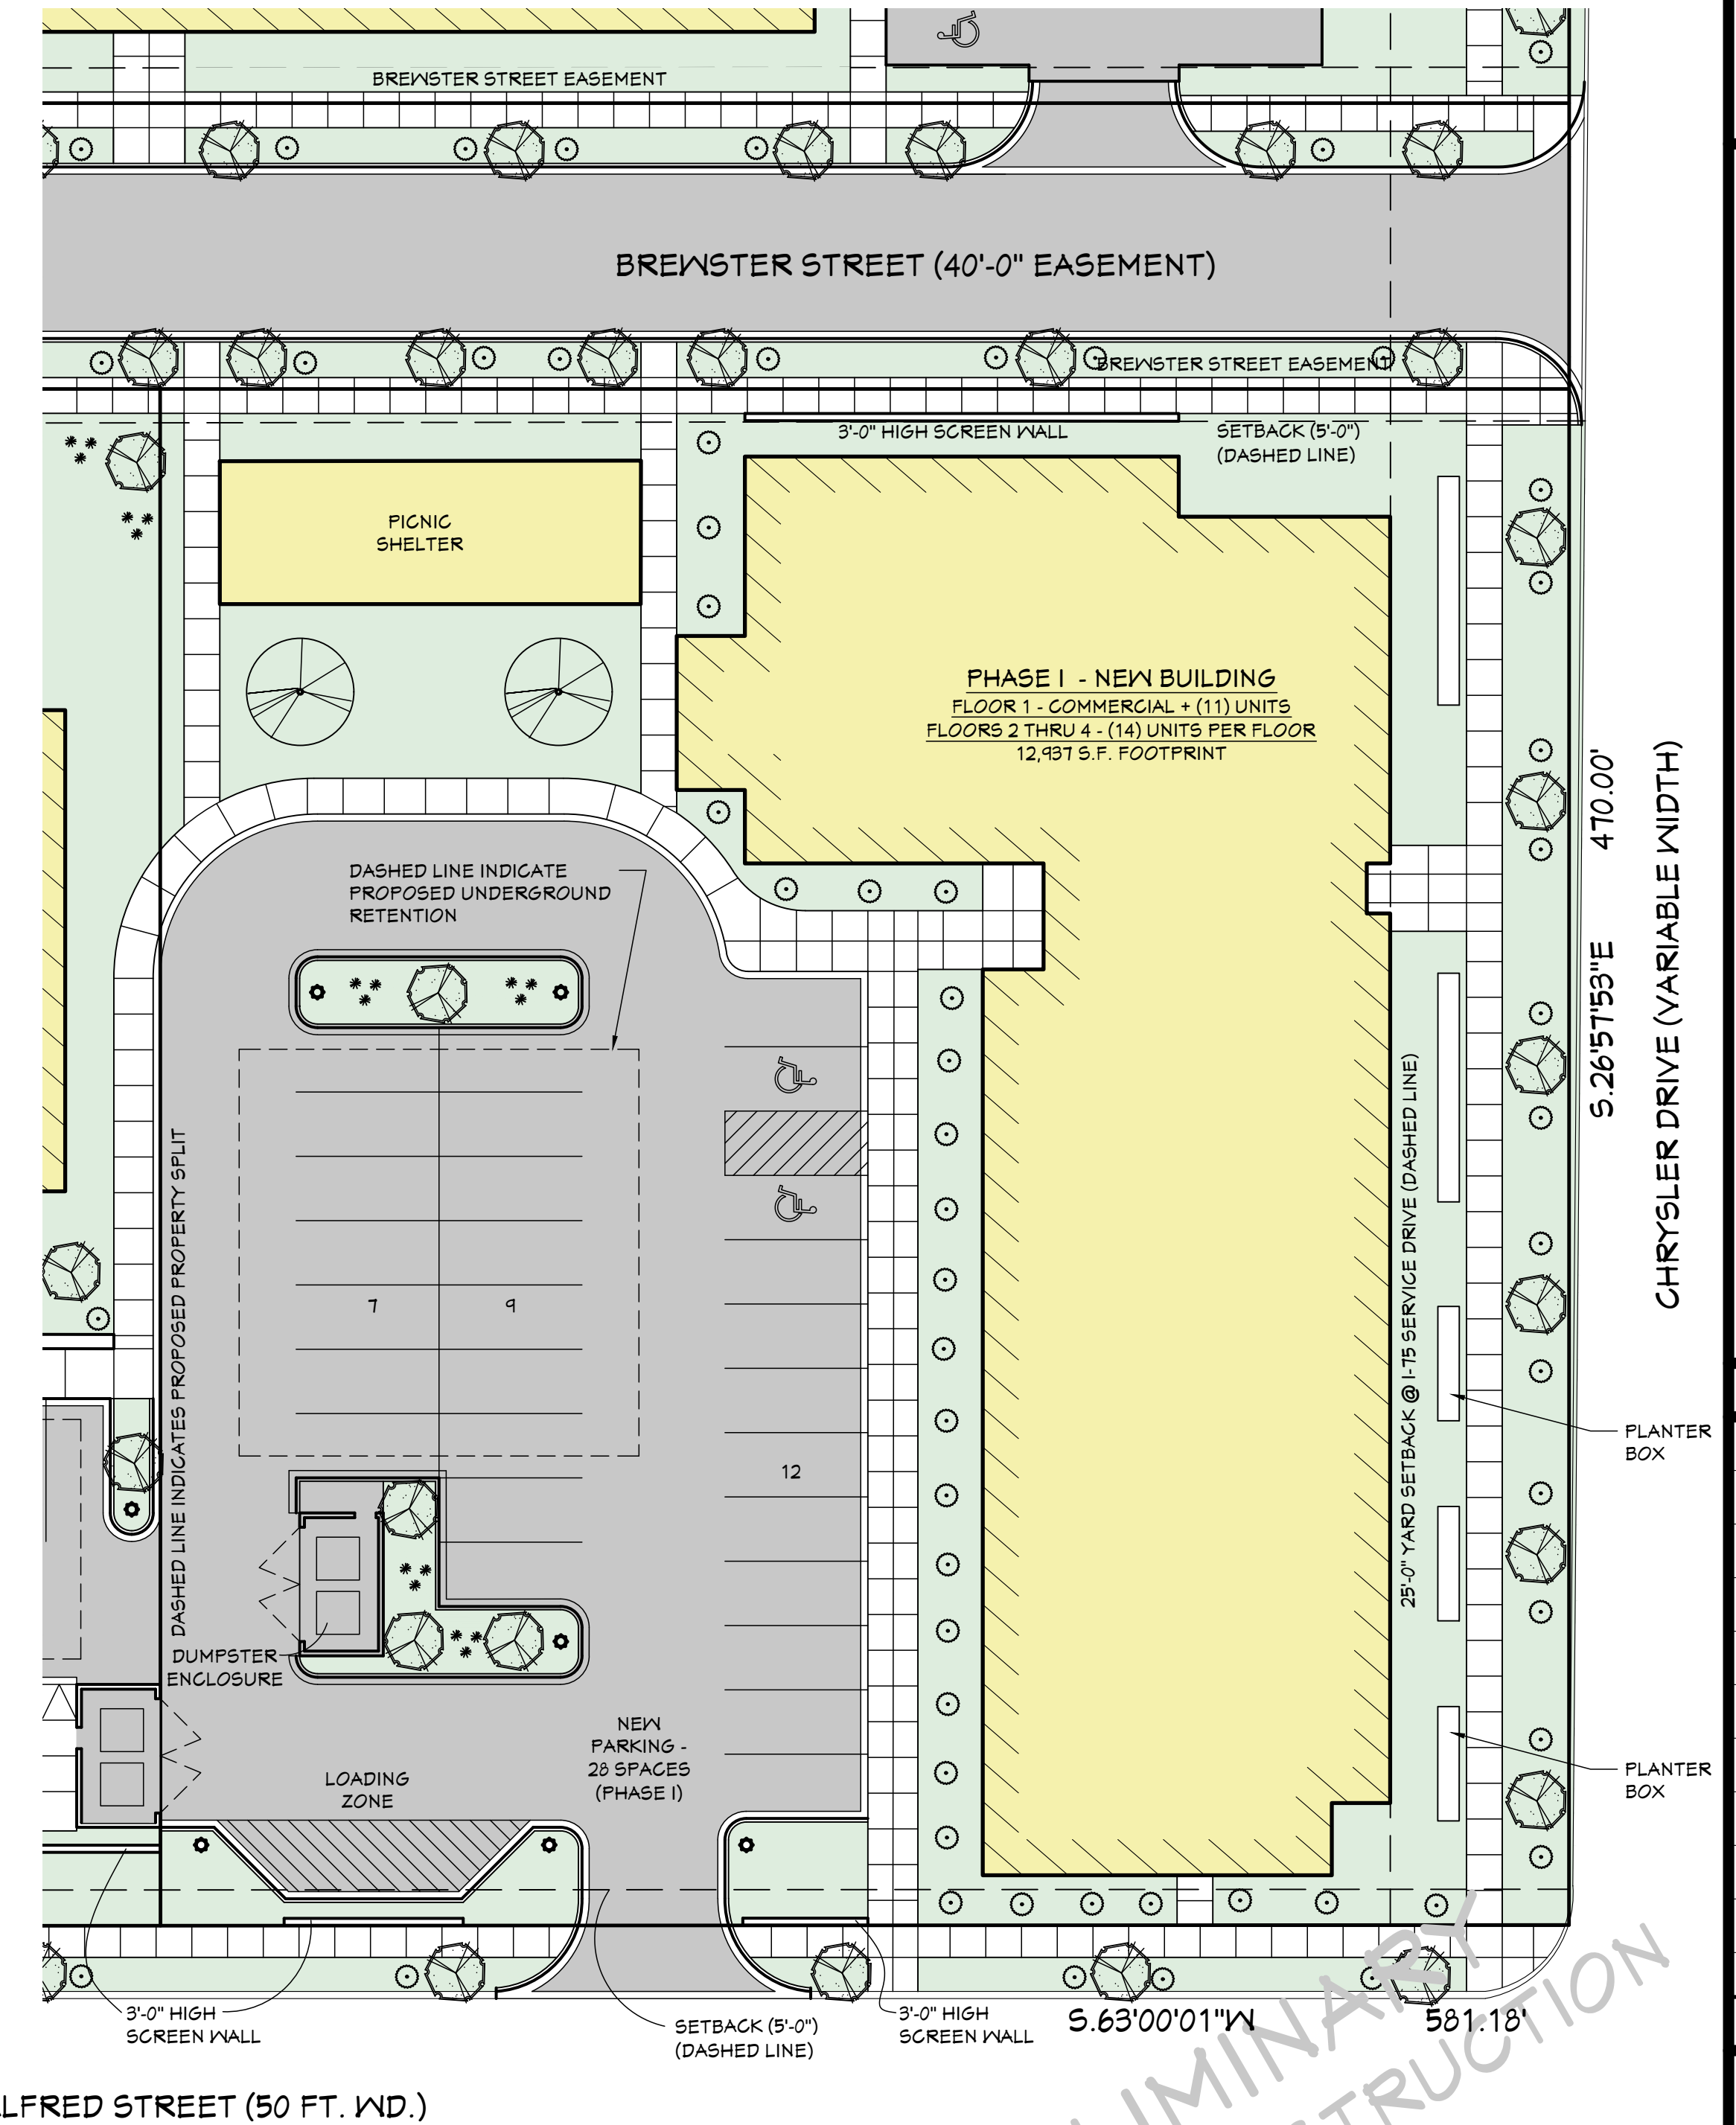 BREWSTER STREET EASEMENT
BREWSTER STREET (40'-0" EASEMENT)
BREWSTER STREET EASEMENT
3'-0" HIGH SCREEN WALL
SETBACK (5'-0")
(DASHED LINE)
PICNIC
SHELTER
PHASE I - NEW BUILDING
FLOOR 1 - COMMERCIAL + (11) UNITS
FLOORS 2 THRU 4 - (14) UNITS PER FLOOR
12,937 S.F. FOOTPRINT
470.00'
S.26'57'53"E
CHRYSLER DRIVE (VARIABLE WIDTH)
DASHED LINE INDICATE
PROPOSED UNDERGROUND
RETENTION
DASHED LINE INDICATES PROPOSED PROPERTY SPLIT
7
9
12
25'-0" YARD SETBACK @ I-75 SERVICE DRIVE (DASHED LINE)
PLANTER
BOX
DUMPSTER
ENCLOSURE
NEW
PARKING -
28 SPACES
(PHASE I)
LOADING
ZONE
PLANTER
BOX
3'-0" HIGH
SCREEN WALL
SETBACK (5'-0")
(DASHED LINE)
3'-0" HIGH
SCREEN WALL
S.63'00'01"W
581.18'
LFRED STREET (50 FT. WD.)
LIMINARY
STRUCTION